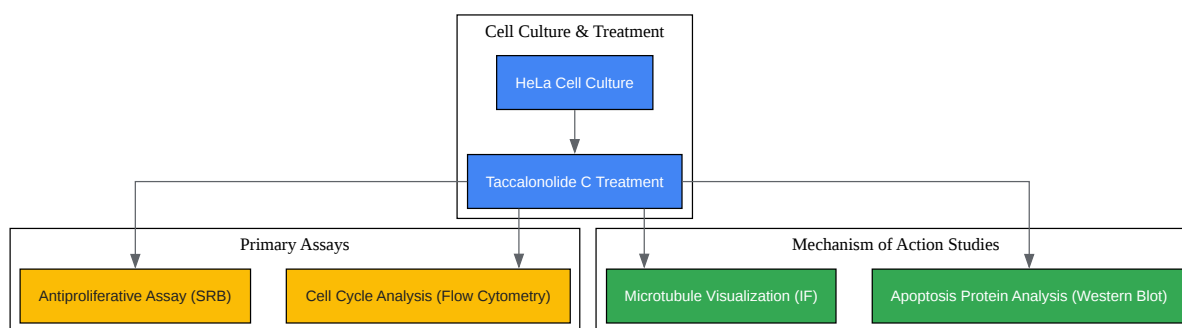 Cell Culture & Treatment
HeLa Cell Culture
Taccalonolide C Treatment
Primary Assays
Mechanism of Action Studies
Antiproliferative Assay (SRB)
Cell Cycle Analysis (Flow Cytometry)
Microtubule Visualization (IF)
Apoptosis Protein Analysis (Western Blot)